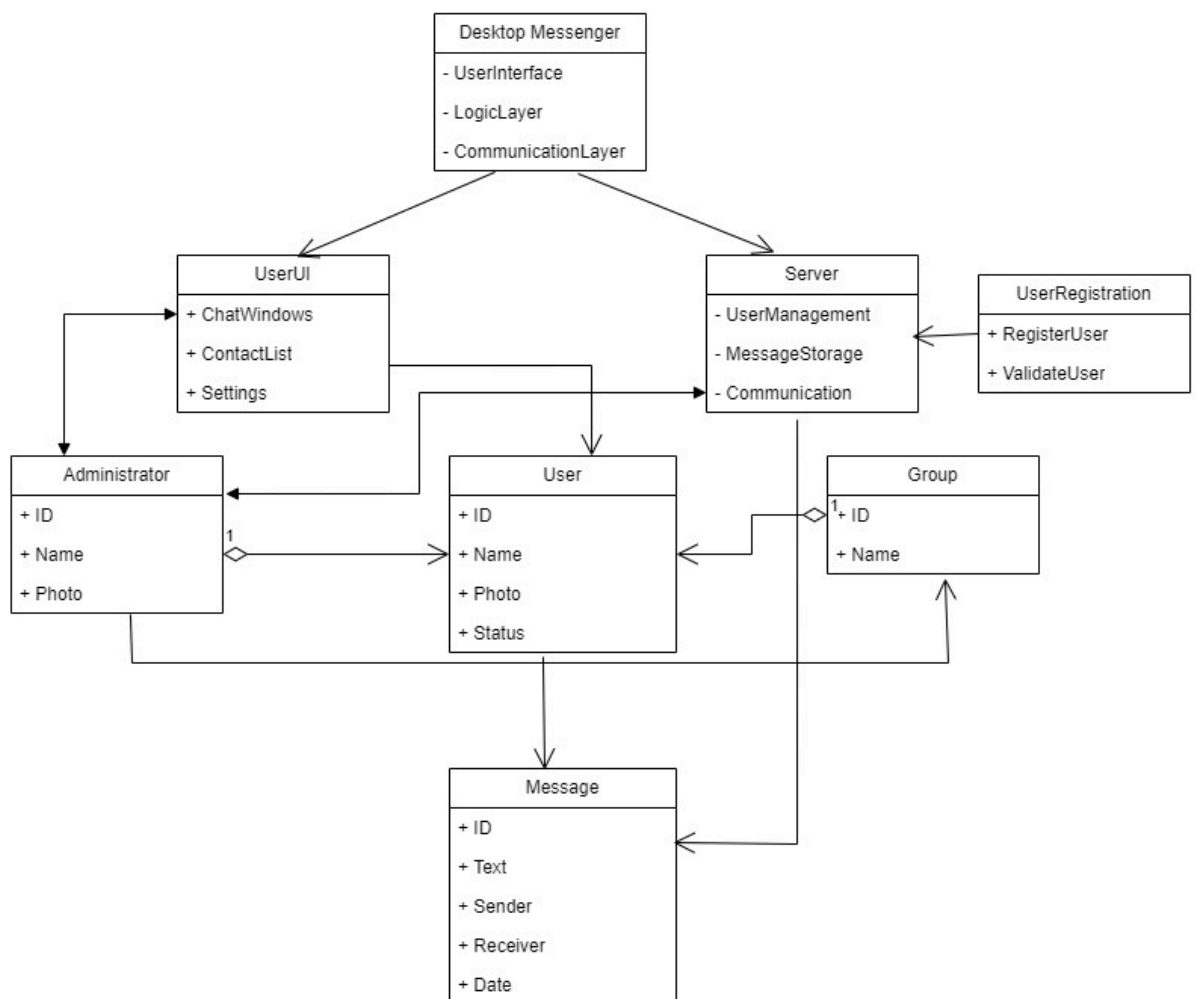 Desktop Messenger
- UserInterface
- LogicLayer
- CommunicationLayer
UserUI
+ ChatWindows
+ ContactList
+ Settings
Server
- UserManagement
- MessageStorage
- Communication
UserRegistration
+ RegisterUser
+ ValidateUser
Administrator
+ ID
+ Name
+ Photo
1
User
+ ID
+ Name
+ Photo
+ Status
Group
1
+ ID
+ Name
Message
+ ID
+ Text
+ Sender
+ Receiver
+ Date